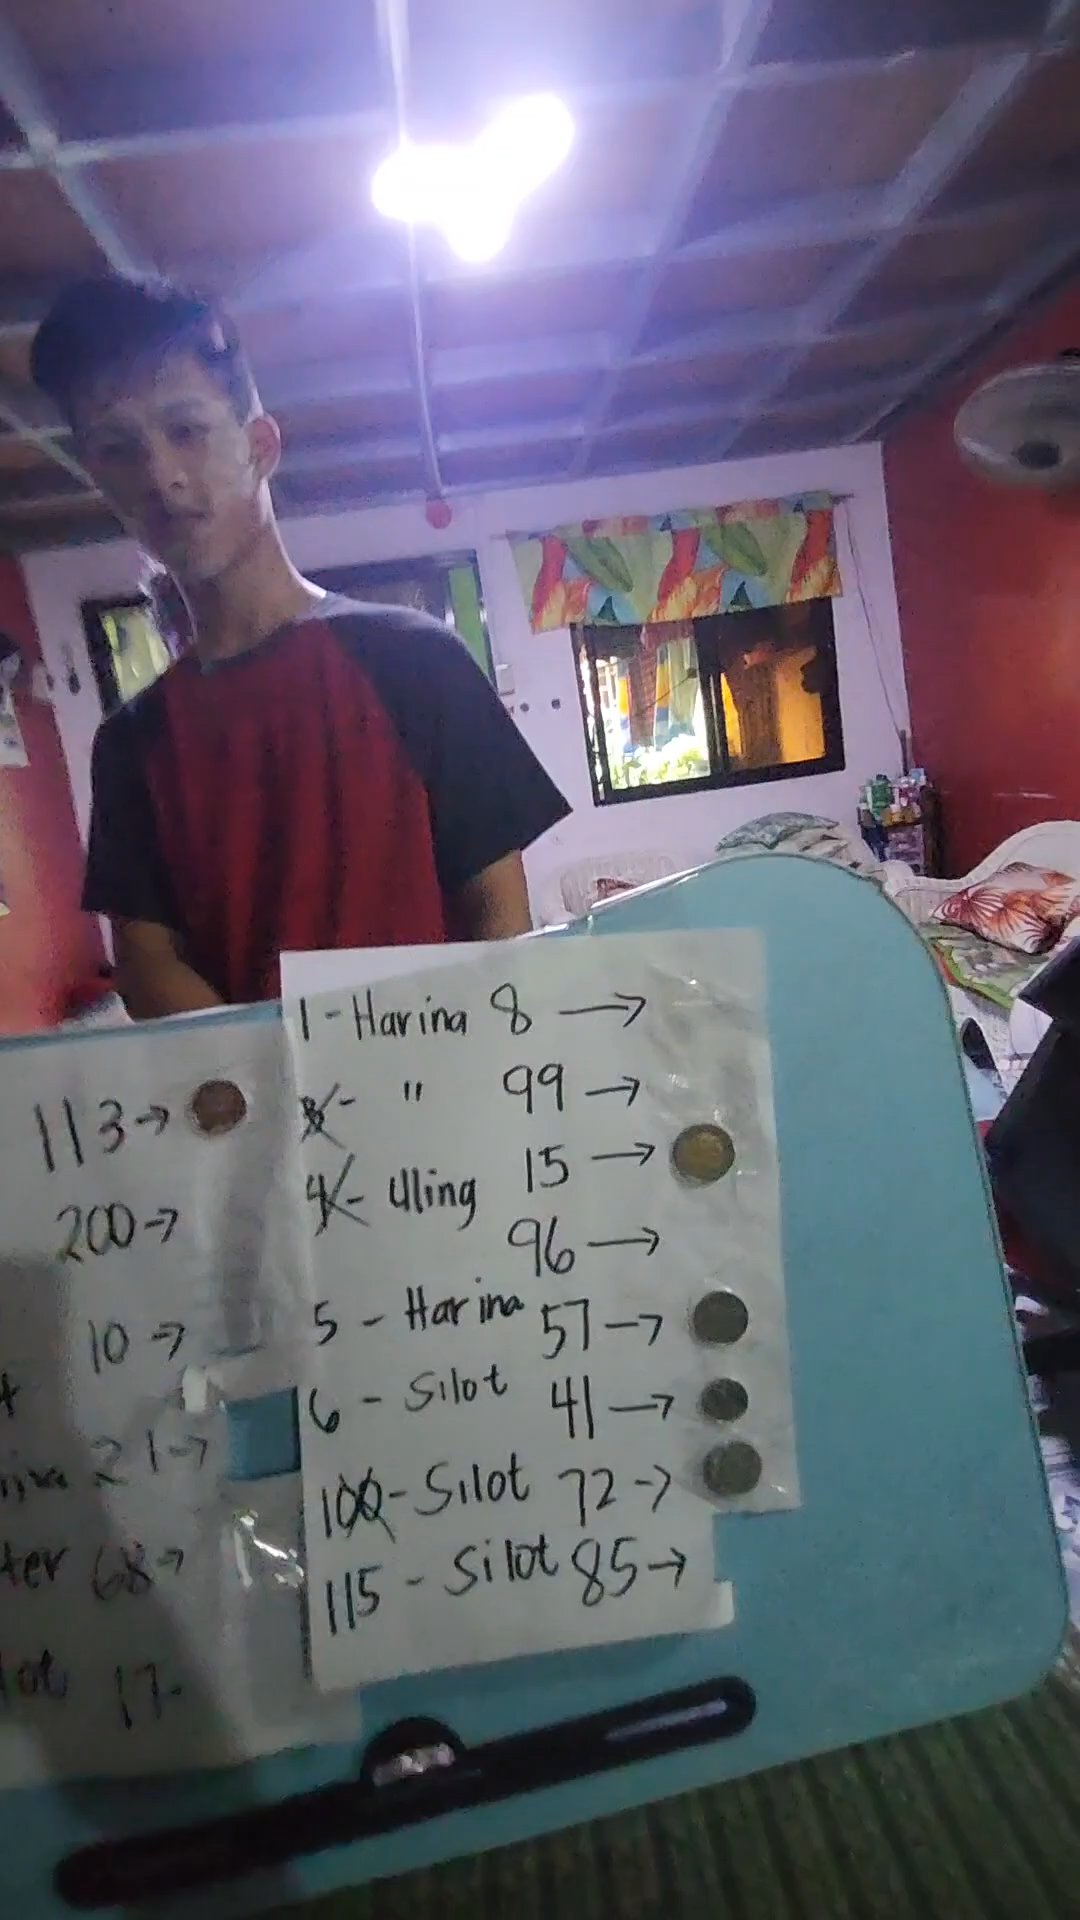 113→
200→
10→
21→
68→
17-
1 - Harina 8 →
- " 99 →
4 - Uling 15 →
96 →
5 - Harina 57 →
6 - Silot 41 →
100 - Silot 72 →
115 - Silot 85 →